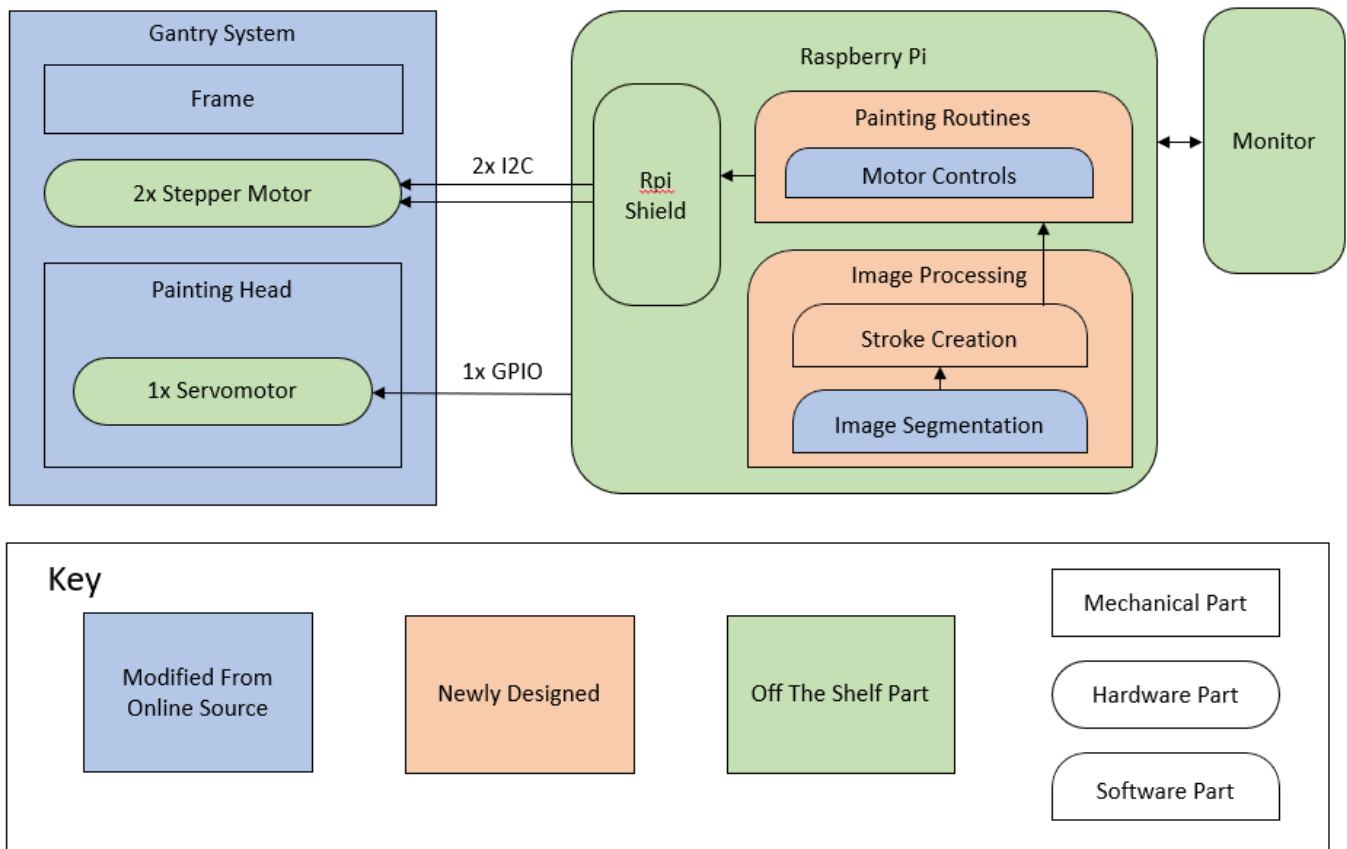 Gantry System
Frame
2x Stepper Motor
Painting Head
1x Servomotor
2x I2C
1x GPIO
Raspberry Pi
Rpi
Shield
Painting Routines
Motor Controls
Image Processing
Stroke Creation
Image Segmentation
Monitor
Key
Modified From
Online Source
Newly Designed
Off The Shelf Part
Mechanical Part
Hardware Part
Software Part